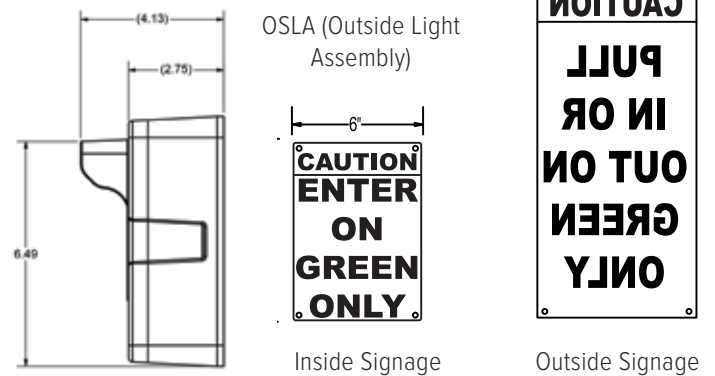 (4.13)
(2.75)
6.49
OSLA (Outside Light
Assembly)
6"
CAUTION
ENTER
ON
GREEN
ONLY
Inside Signage
CAUTION
PULL
IN OR
OUT ON
GREEN
ONLY
Outside Signage